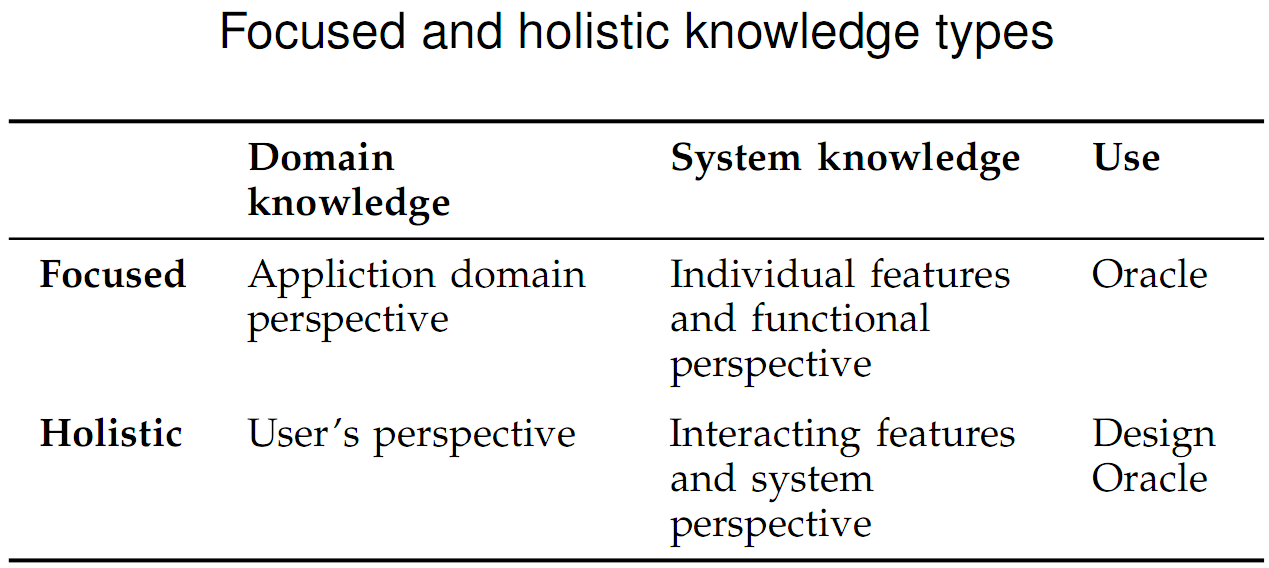 Focused and holistic knowledge types
Domain knowledge System knowledge Use
Focused Appliction domain perspective Individual features and functional perspective Oracle
Holistic User's perspective Interacting features and system perspective Design Oracle